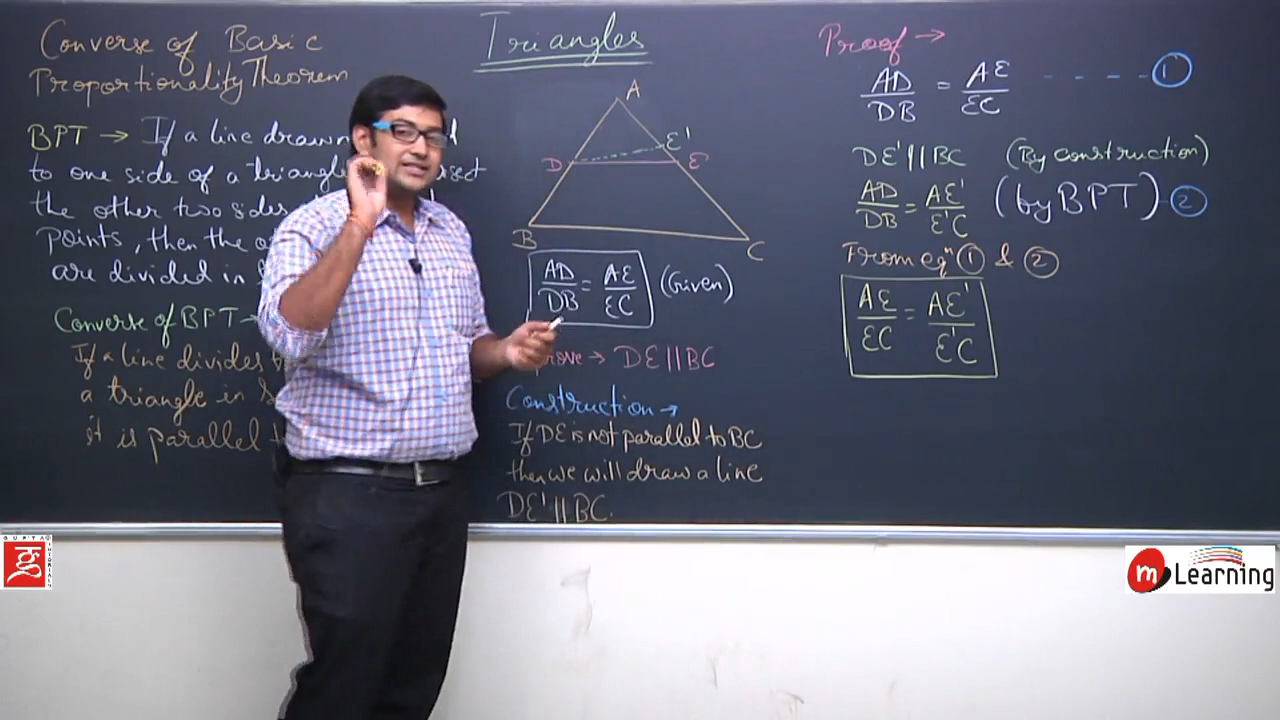 Converse of Basic
Proportionality Theorem
BPT → If a line drawn
to one side of a triangle
the other two sides
points, then the
are divided in
Converse of BPT →
If a line divides
a triangle in
it is parallel
Triangles
A
D E' E
B C
AD/DB = AE/EC (Given)
Prove → DE || BC
Construction →
If DE is not parallel to BC
then we will draw a line
DE' || BC.
Proof →
AD/DB = AE/EC - - - - - 1
DE' || BC (By construction)
AD/DB = AE'/E'C (by BPT) - 2
From eqn 1 & 2
AE/EC = AE'/E'C
GUPTA TUTORIALS
m Learning